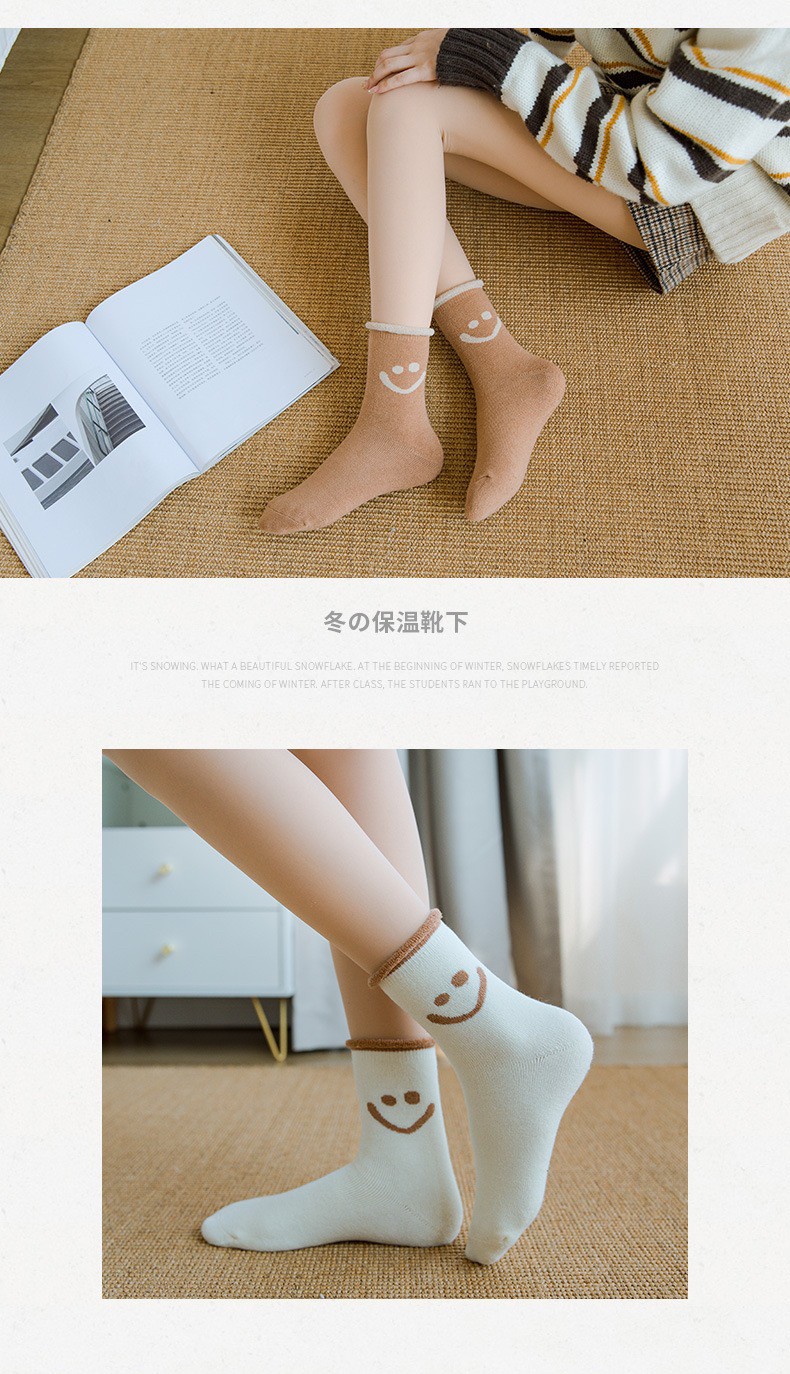 冬の保温靴下
IT'S SNOWING. WHAT A BEAUTIFUL SNOWFLAKE. AT THE BEGINNING OF WINTER, SNOWFLAKES TIMELY REPORTED
THE COMING OF WINTER. AFTER CLASS, THE STUDENTS RAN TO THE PLAYGROUND.